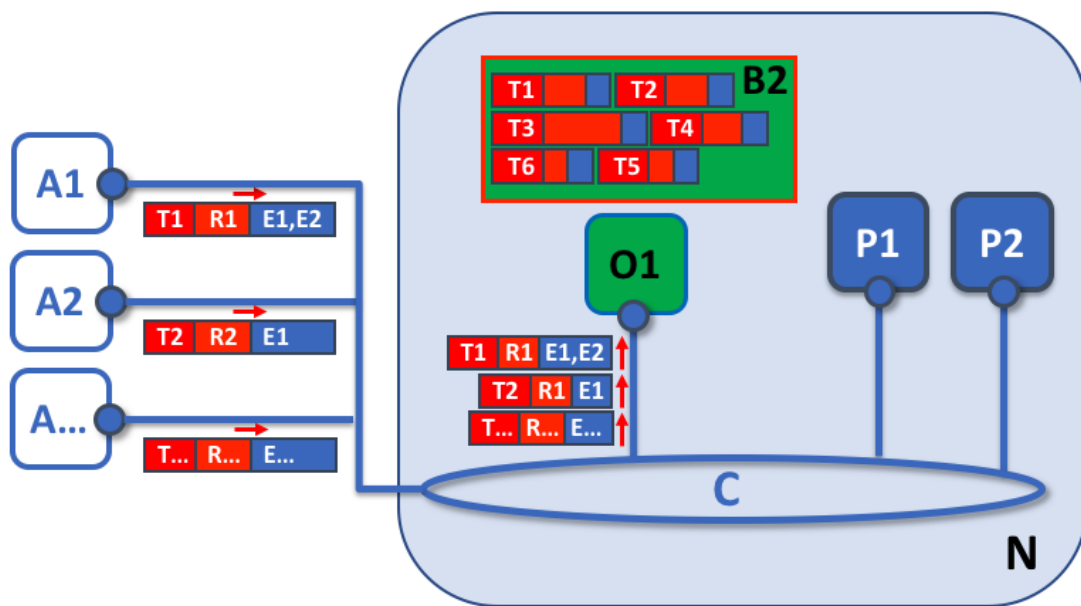 B2
T1 T2
T3 T4
T6 T5
A1
T1 R1 E1,E2
A2
T2 R2 E1
A...
T... R... E...
O1
P1
P2
T1 R1 E1,E2
T2 R1 E1
T... R... E...
C
N